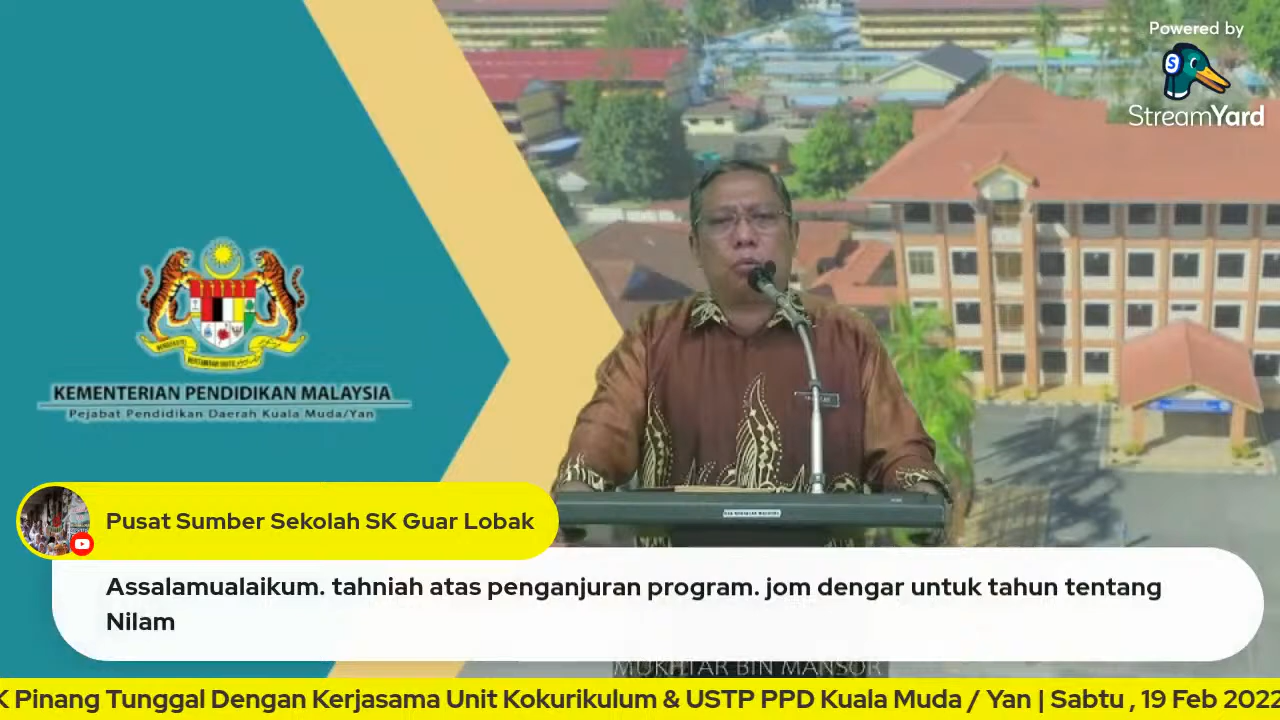 Powered by
StreamYard
KEMENTERIAN PENDIDIKAN MALAYSIA
Pejabat Pendidikan Daerah Kuala Muda/Yan
Pusat Sumber Sekolah SK Guar Lobak
Assalamualaikum. tahniah atas penganjuran program. jom dengar untuk tahun tentang
Nilam
MUKHTAR BIN MANSOR
K Pinang Tunggal Dengan Kerjasama Unit Kokurikulum & USTP PPD Kuala Muda / Yan | Sabtu , 19 Feb 2022